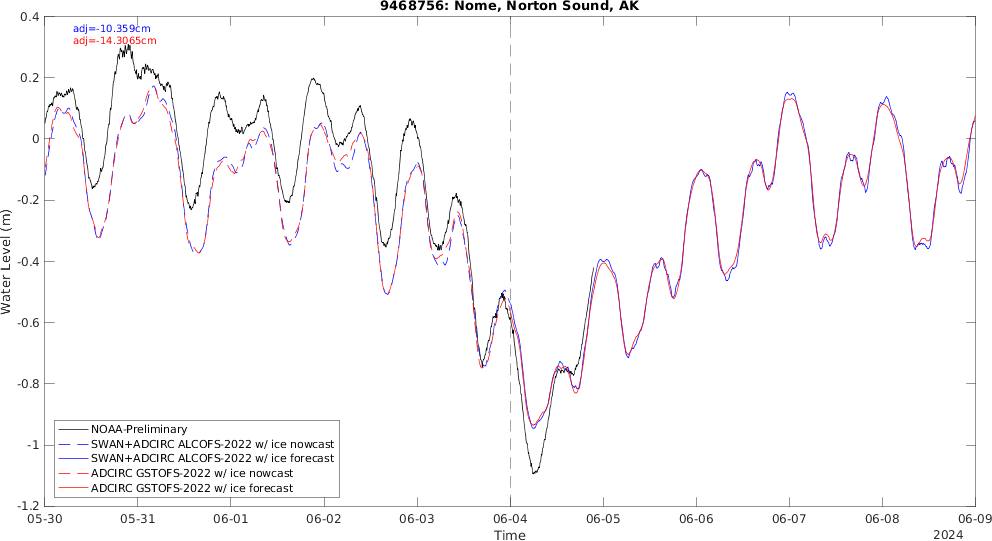 9468756: Nome, Norton Sound, AK
adj=-10.359cm
adj=-14.3065cm
0.4
0.2
0
-0.2
-0.4
-0.6
-0.8
-1
-1.2
Water Level (m)
NOAA-Preliminary
SWAN+ADCIRC ALCOFS-2022 w/ ice nowcast
SWAN+ADCIRC ALCOFS-2022 w/ ice forecast
ADCIRC GSTOFS-2022 w/ ice nowcast
ADCIRC GSTOFS-2022 w/ ice forecast
05-30 05-31 06-01 06-02 06-03 06-04 06-05 06-06 06-07 06-08 06-09
Time
2024